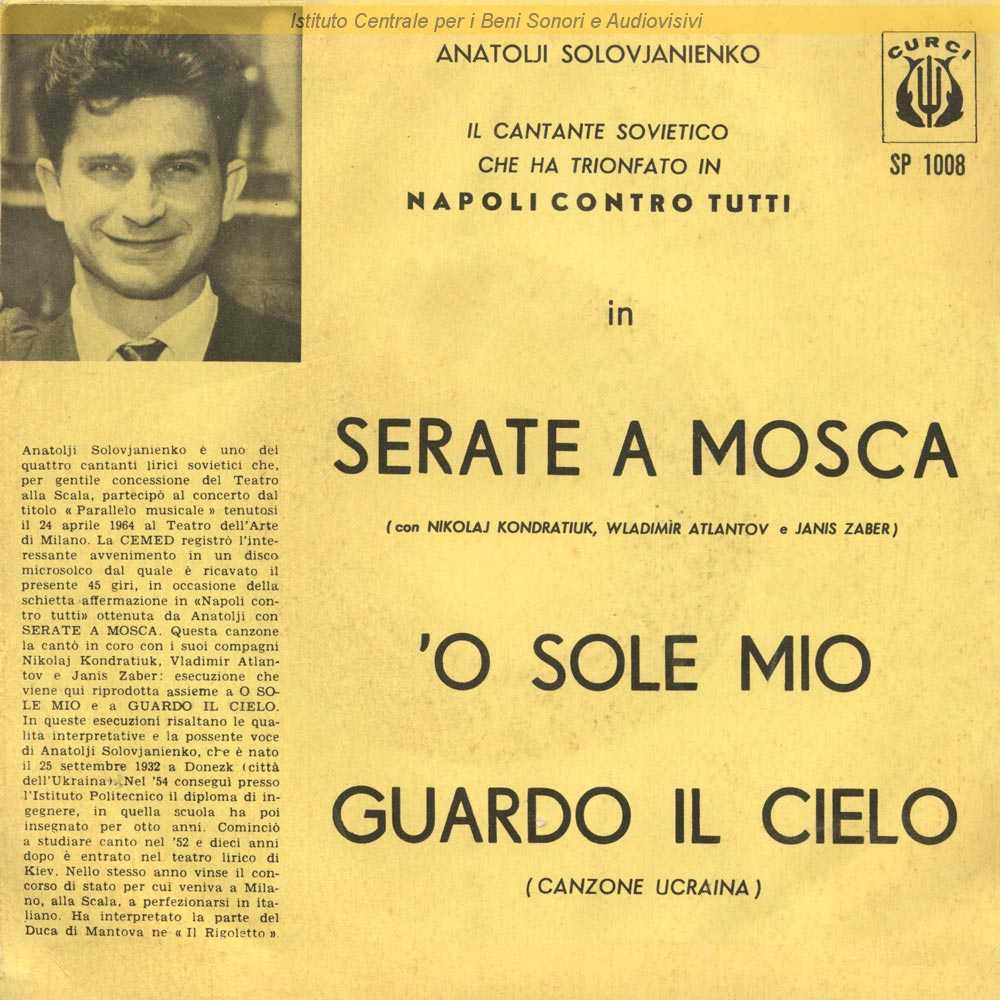 Istituto Centrale per i Beni Sonori e Audiovisivi
ANATOLJI SOLOVJANIENKO
CURCI
SP 1008
IL CANTANTE SOVIETICO
CHE HA TRIONFATO IN
NAPOLI CONTRO TUTTI
in
SERATE A MOSCA
(con NIKOLAJ KONDRATIUK, WLADIMÌR ATLANTOV e JANIS ZABER)
'O SOLE MIO
GUARDO IL CIELO
(CANZONE UCRAINA)
Anatolji Solovjanienko è uno dei
quattro cantanti lirici sovietici che,
per gentile concessione del Teatro
alla Scala, partecipò al concerto dal
titolo « Parallelo musicale » tenutosi
il 24 aprile 1964 al Teatro dell'Arte
di Milano. La CEMED registrò l'inte-
ressante avvenimento in un disco
microsolco dal quale è ricavato il
presente 45 giri, in occasione della
schietta affermazione in «Napoli con-
tro tutti» ottenuta da Anatolji con
SERATE A MOSCA. Questa canzone
la cantò in coro con i suoi compagni
Nikolaj Kondratiuk, Vladimir Atlan-
tov e Janis Zaber: esecuzione che
viene qui riprodotta assieme a O SO-
LE MIO e a GUARDO IL CIELO.
In queste esecuzioni risaltano le qua-
lità interpretative e la possente voce
di Anatolji Solovjanienko, che è nato
il 25 settembre 1932 a Donezk (città
dell'Ukraina). Nel '54 conseguì presso
l'Istituto Politecnico il diploma di in-
gegnere, in quella scuola ha poi
insegnato per otto anni. Cominciò
a studiare canto nel '52 e dieci anni
dopo è entrato nel teatro lirico di
Kiev. Nello stesso anno vinse il con-
corso di stato per cui veniva a Mila-
no, alla Scala, a perfezionarsi in ita-
liano. Ha interpretato la parte del
Duca di Mantova ne « Il Rigoletto ».